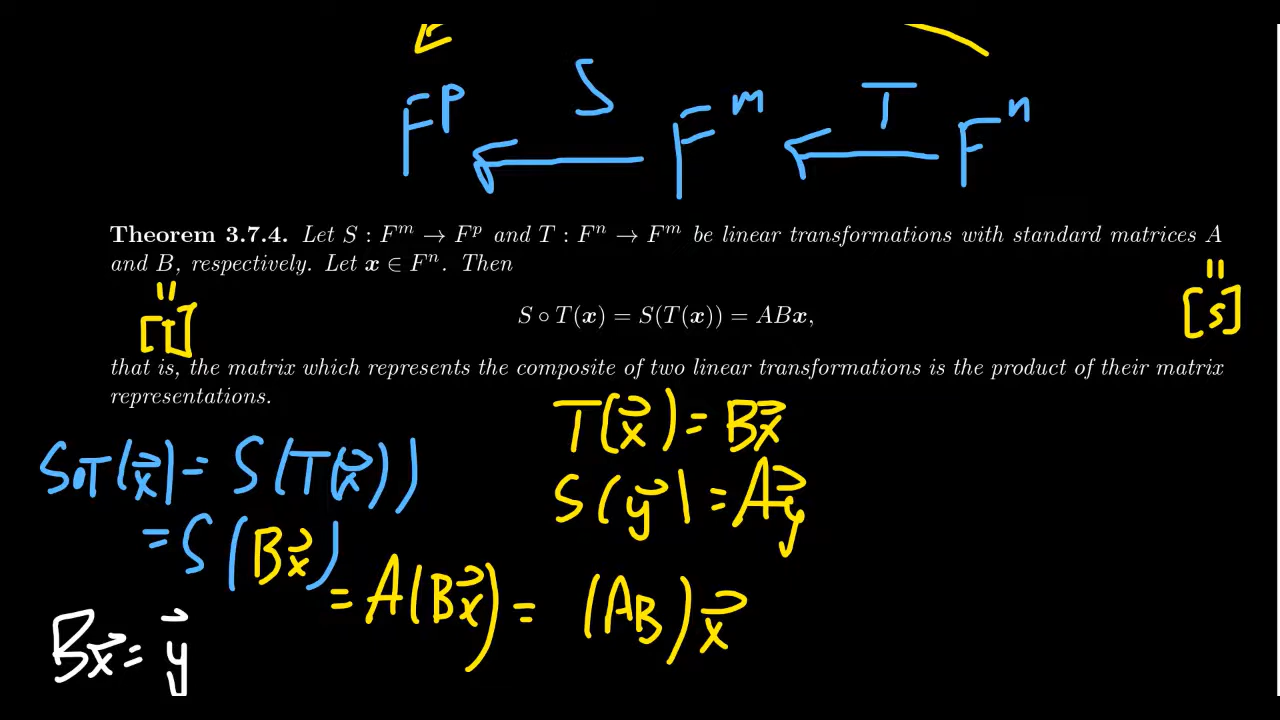 F^p ← S F^m ← T F^n
Theorem 3.7.4. Let S : F^m → F^p and T : F^n → F^m be linear transformations with standard matrices A
and B, respectively. Let x ∈ F^n. Then
[T] = [S] =
S ∘ T(x) = S(T(x)) = ABx,
that is, the matrix which represents the composite of two linear transformations is the product of their matrix
representations.
T(x⃗) = Bx⃗
S∘T(x⃗) = S(T(x⃗))
S(y⃗) = Ay⃗
= S(Bx⃗) = A(Bx⃗) = (AB)x⃗
Bx⃗ = y⃗